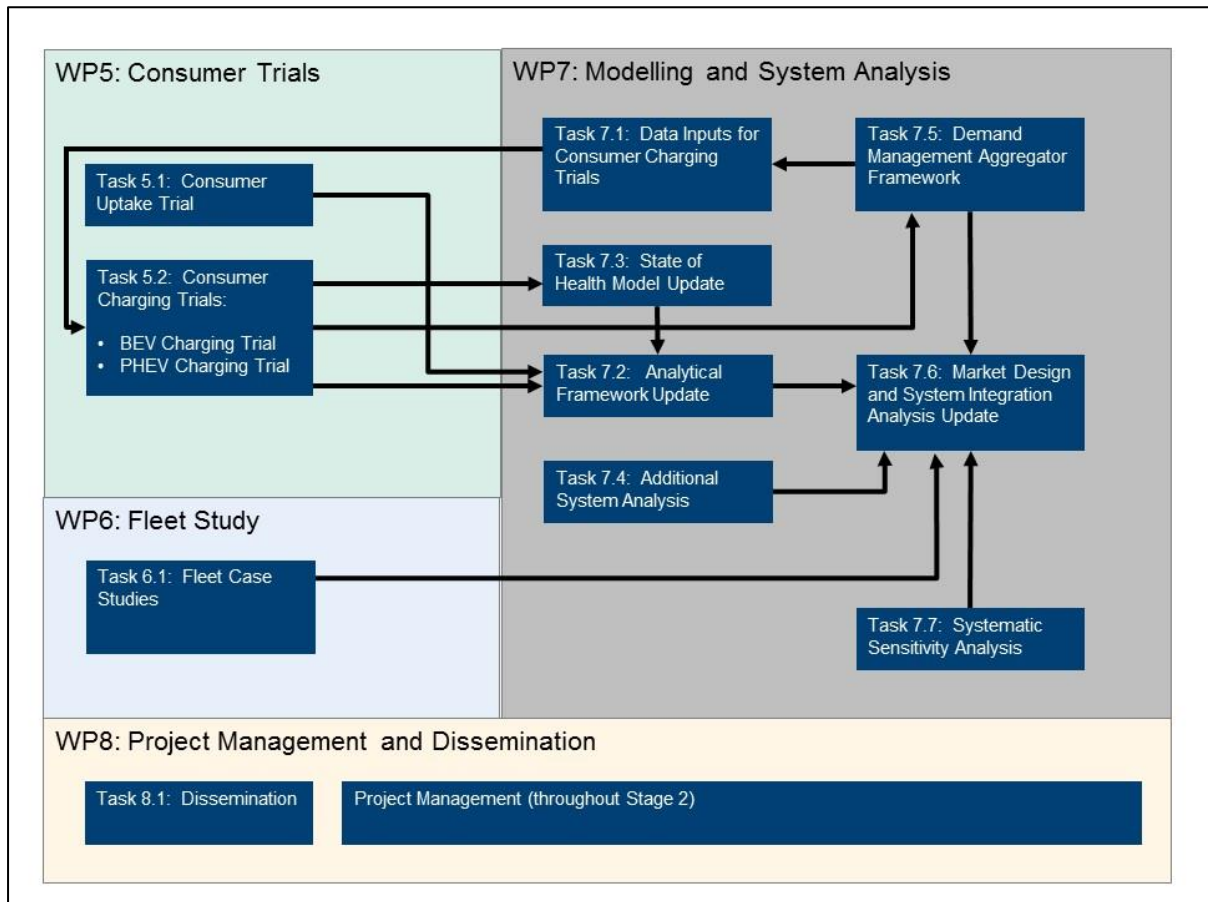 WP5: Consumer Trials
Task 5.1: Consumer
Uptake Trial
Task 5.2: Consumer
Charging Trials:
• BEV Charging Trial
• PHEV Charging Trial
WP7: Modelling and System Analysis
Task 7.1: Data Inputs for
Consumer Charging
Trials
Task 7.5: Demand
Management Aggregator
Framework
Task 7.3: State of
Health Model Update
Task 7.2: Analytical
Framework Update
Task 7.6: Market Design
and System Integration
Analysis Update
Task 7.4: Additional
System Analysis
Task 7.7: Systematic
Sensitivity Analysis
WP6: Fleet Study
Task 6.1: Fleet Case
Studies
WP8: Project Management and Dissemination
Task 8.1: Dissemination
Project Management (throughout Stage 2)